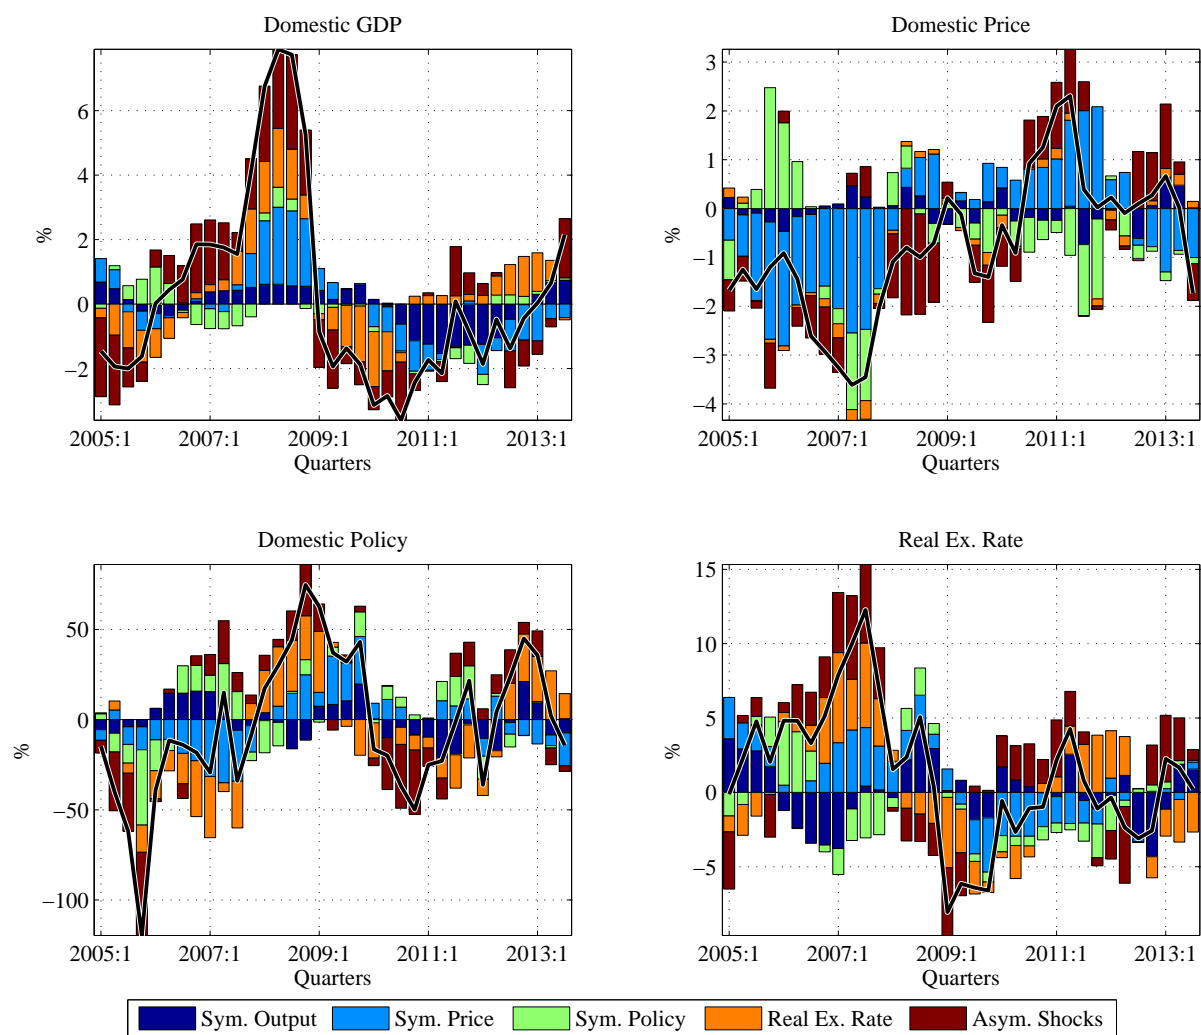 Domestic GDP
%
6
4
2
0
−2
2005:1 2007:1 2009:1 2011:1 2013:1
Quarters
Domestic Price
%
3
2
1
0
−1
−2
−3
−4
2005:1 2007:1 2009:1 2011:1 2013:1
Quarters
Domestic Policy
%
50
0
−50
−100
2005:1 2007:1 2009:1 2011:1 2013:1
Quarters
Real Ex. Rate
%
15
10
5
0
−5
2005:1 2007:1 2009:1 2011:1 2013:1
Quarters
Sym. Output Sym. Price Sym. Policy Real Ex. Rate Asym. Shocks